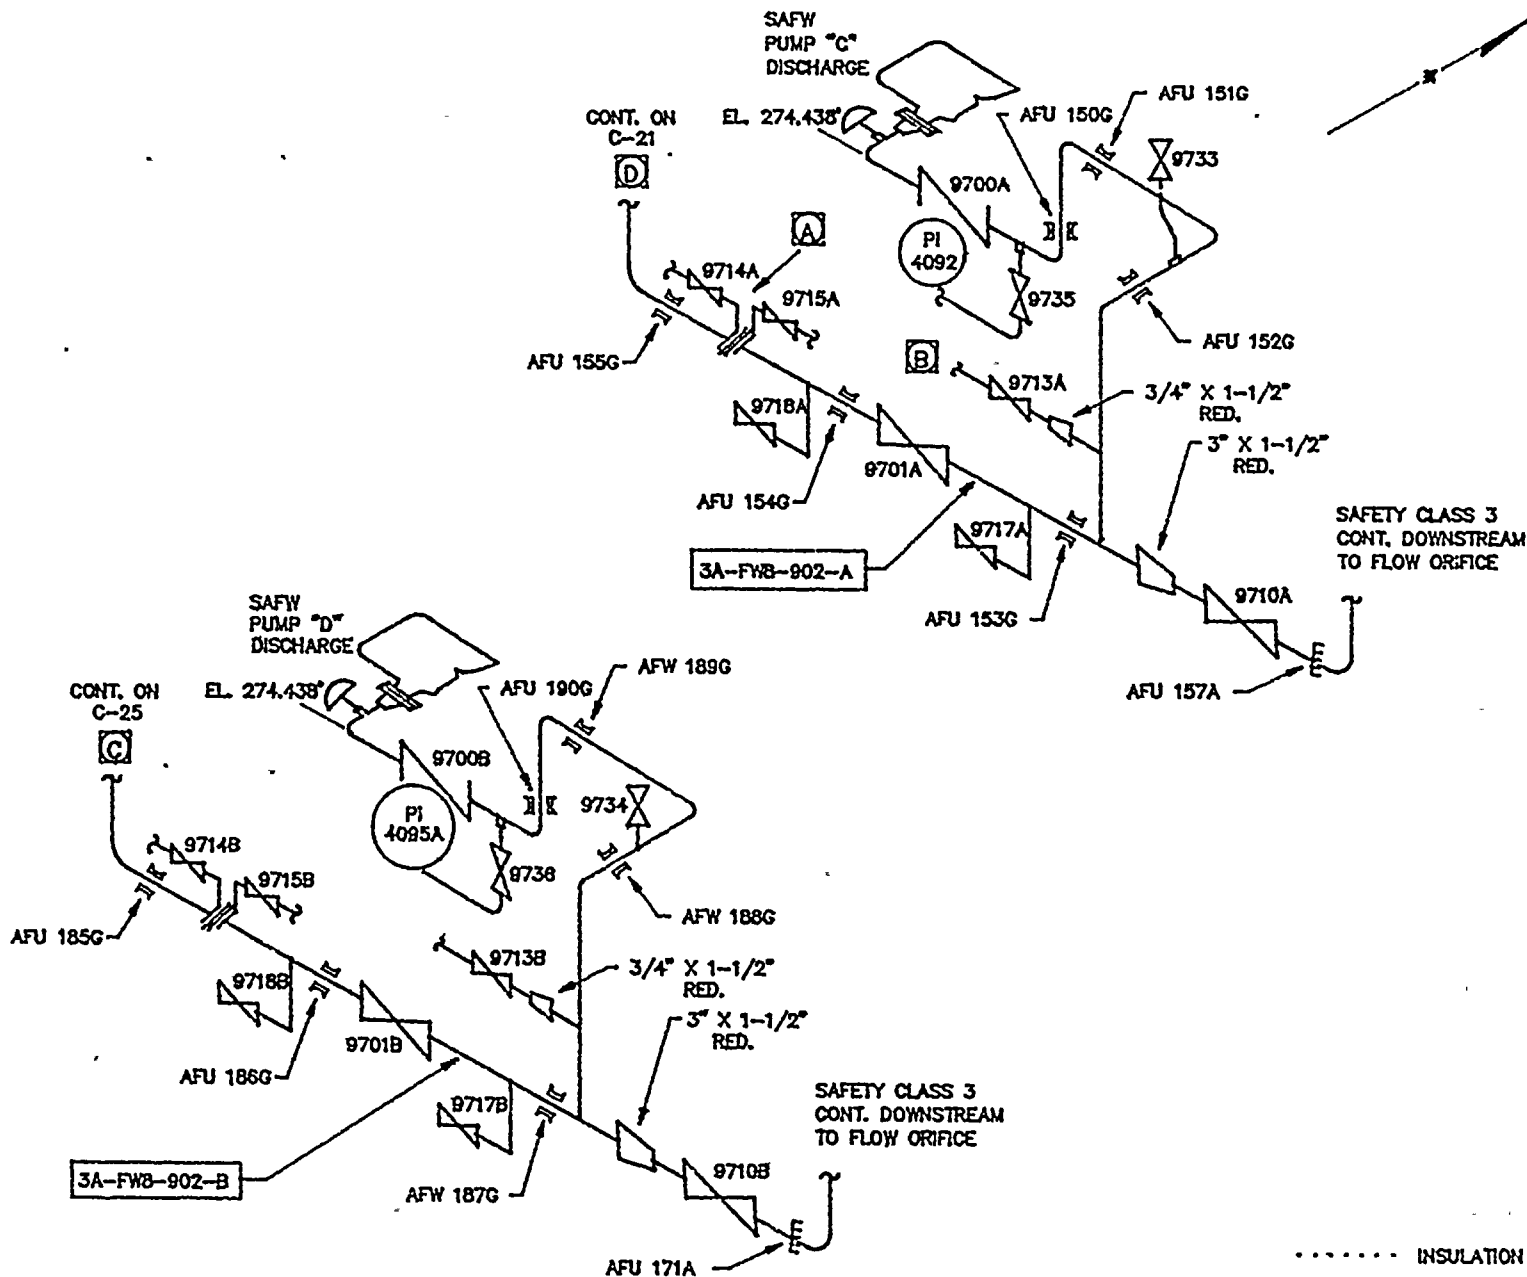 SAFW
PUMP "C"
DISCHARGE
AFU 151G
AFU 150G
EL. 274.438'
CONT. ON
C-21
D
9733
9700A
A
PI
4092
9714A
9715A
9735
AFU 155G
AFU 152G
B
9713A
3/4" X 1-1/2"
RED.
9718A
3" X 1-1/2"
RED.
9701A
AFU 154G
SAFETY CLASS 3
CONT. DOWNSTREAM
TO FLOW ORIFICE
9717A
3A-FW8-902-A
9710A
AFU 153G
AFU 157A
SAFW
PUMP "D"
DISCHARGE
AFW 189G
AFU 190G
EL. 274.438'
CONT. ON
C-25
C
9700B
PI
4095A
9734
9714B
9715B
9736
AFU 185G
AFW 188G
9713B
3/4" X 1-1/2"
RED.
9718B
3" X 1-1/2"
RED.
9701B
AFU 186G
SAFETY CLASS 3
CONT. DOWNSTREAM
TO FLOW ORIFICE
9717B
3A-FW8-902-B
9710B
AFW 187G
AFU 171A
INSULATION